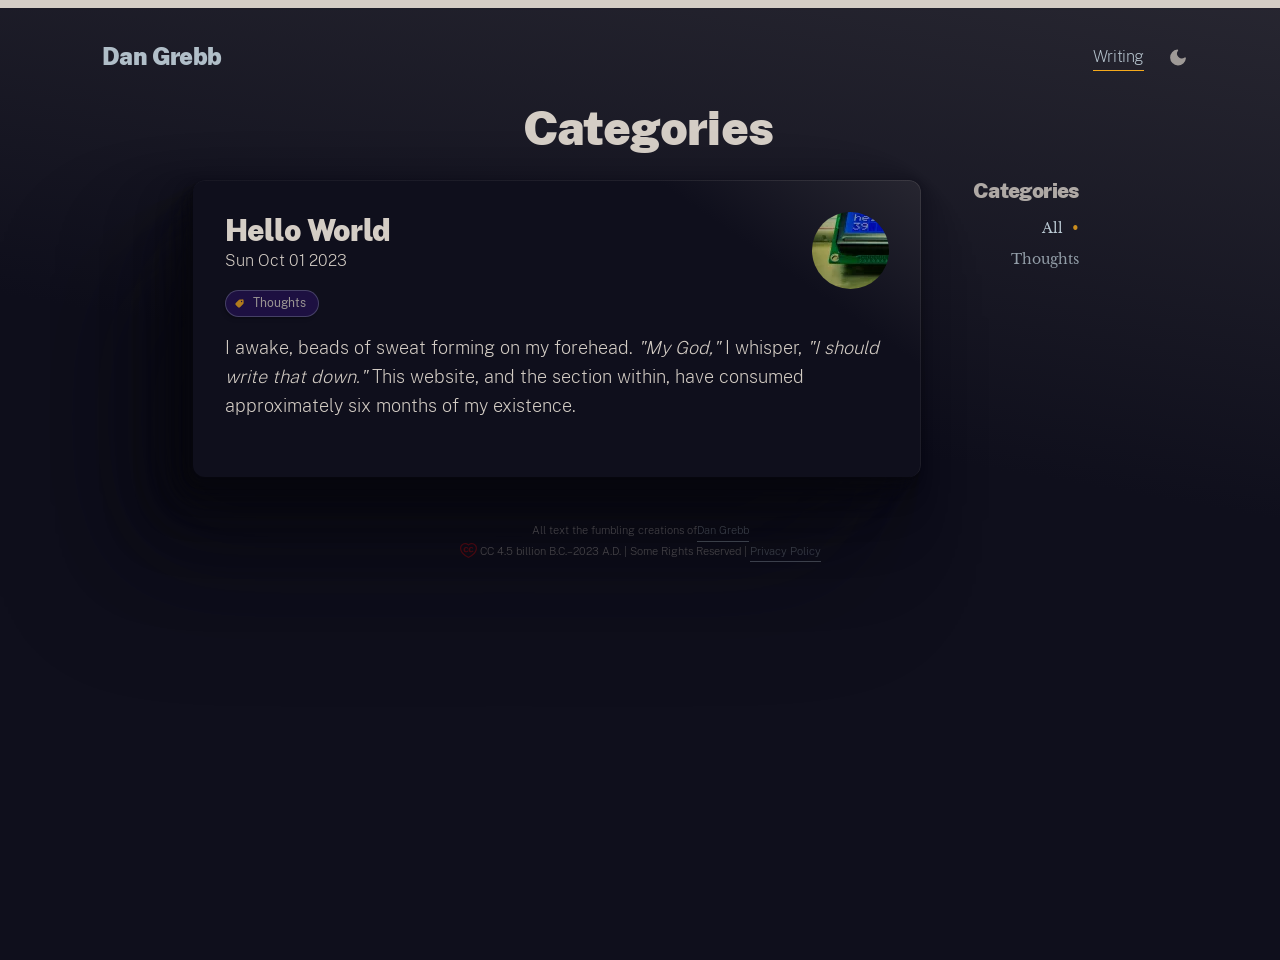 Dan Grebb
Writing
Categories
Hello World
Sun Oct 01 2023
Thoughts
I awake, beads of sweat forming on my forehead. "My God," I whisper, "I should
write that down." This website, and the section within, have consumed
approximately six months of my existence.
Categories
All •
Thoughts
All text the fumbling creations ofDan Grebb
CC 4.5 billion B.C.–2023 A.D. | Some Rights Reserved | Privacy Policy